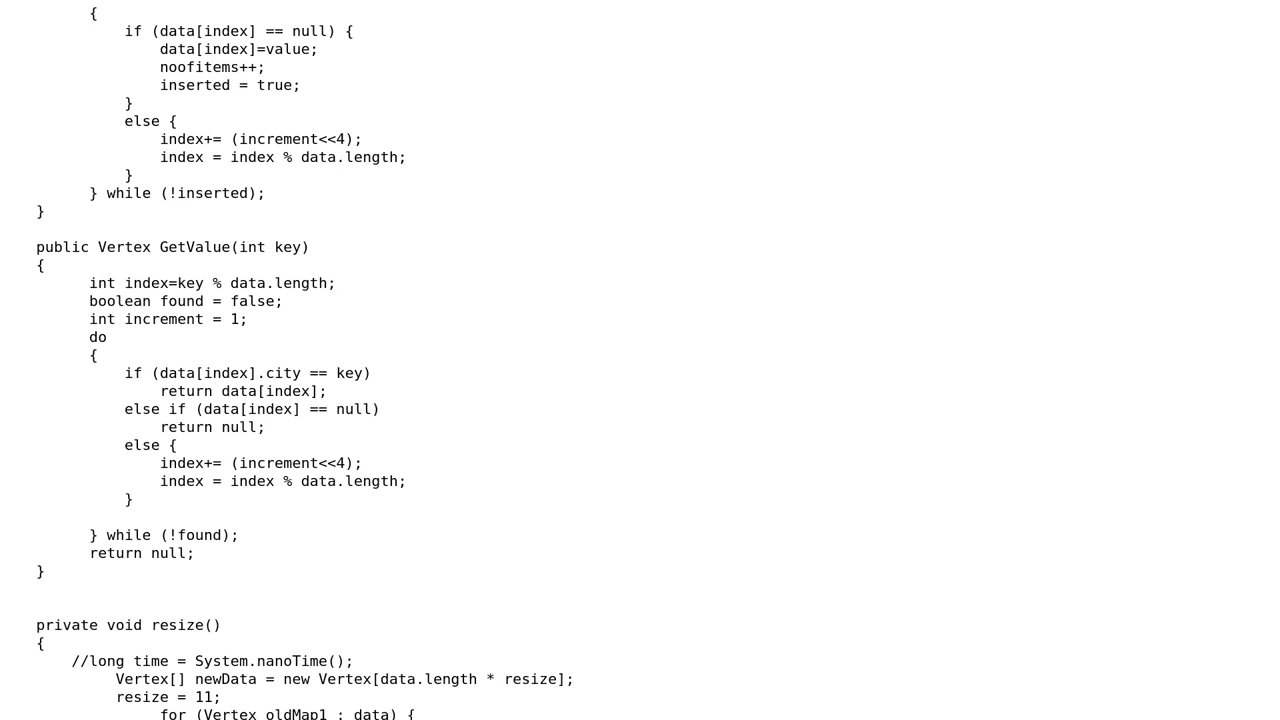 {
if (data[index] == null) {
data[index]=value;
noofitems++;
inserted = true;
}
else {
index+= (increment<<4);
index = index % data.length;
}
} while (!inserted);
}
public Vertex GetValue(int key)
{
int index=key % data.length;
boolean found = false;
int increment = 1;
do
{
if (data[index].city == key)
return data[index];
else if (data[index] == null)
return null;
else {
index+= (increment<<4);
index = index % data.length;
}
} while (!found);
return null;
}
private void resize()
{
//long time = System.nanoTime();
Vertex[] newData = new Vertex[data.length * resize];
resize = 11;
for (Vertex oldMap1 : data) {